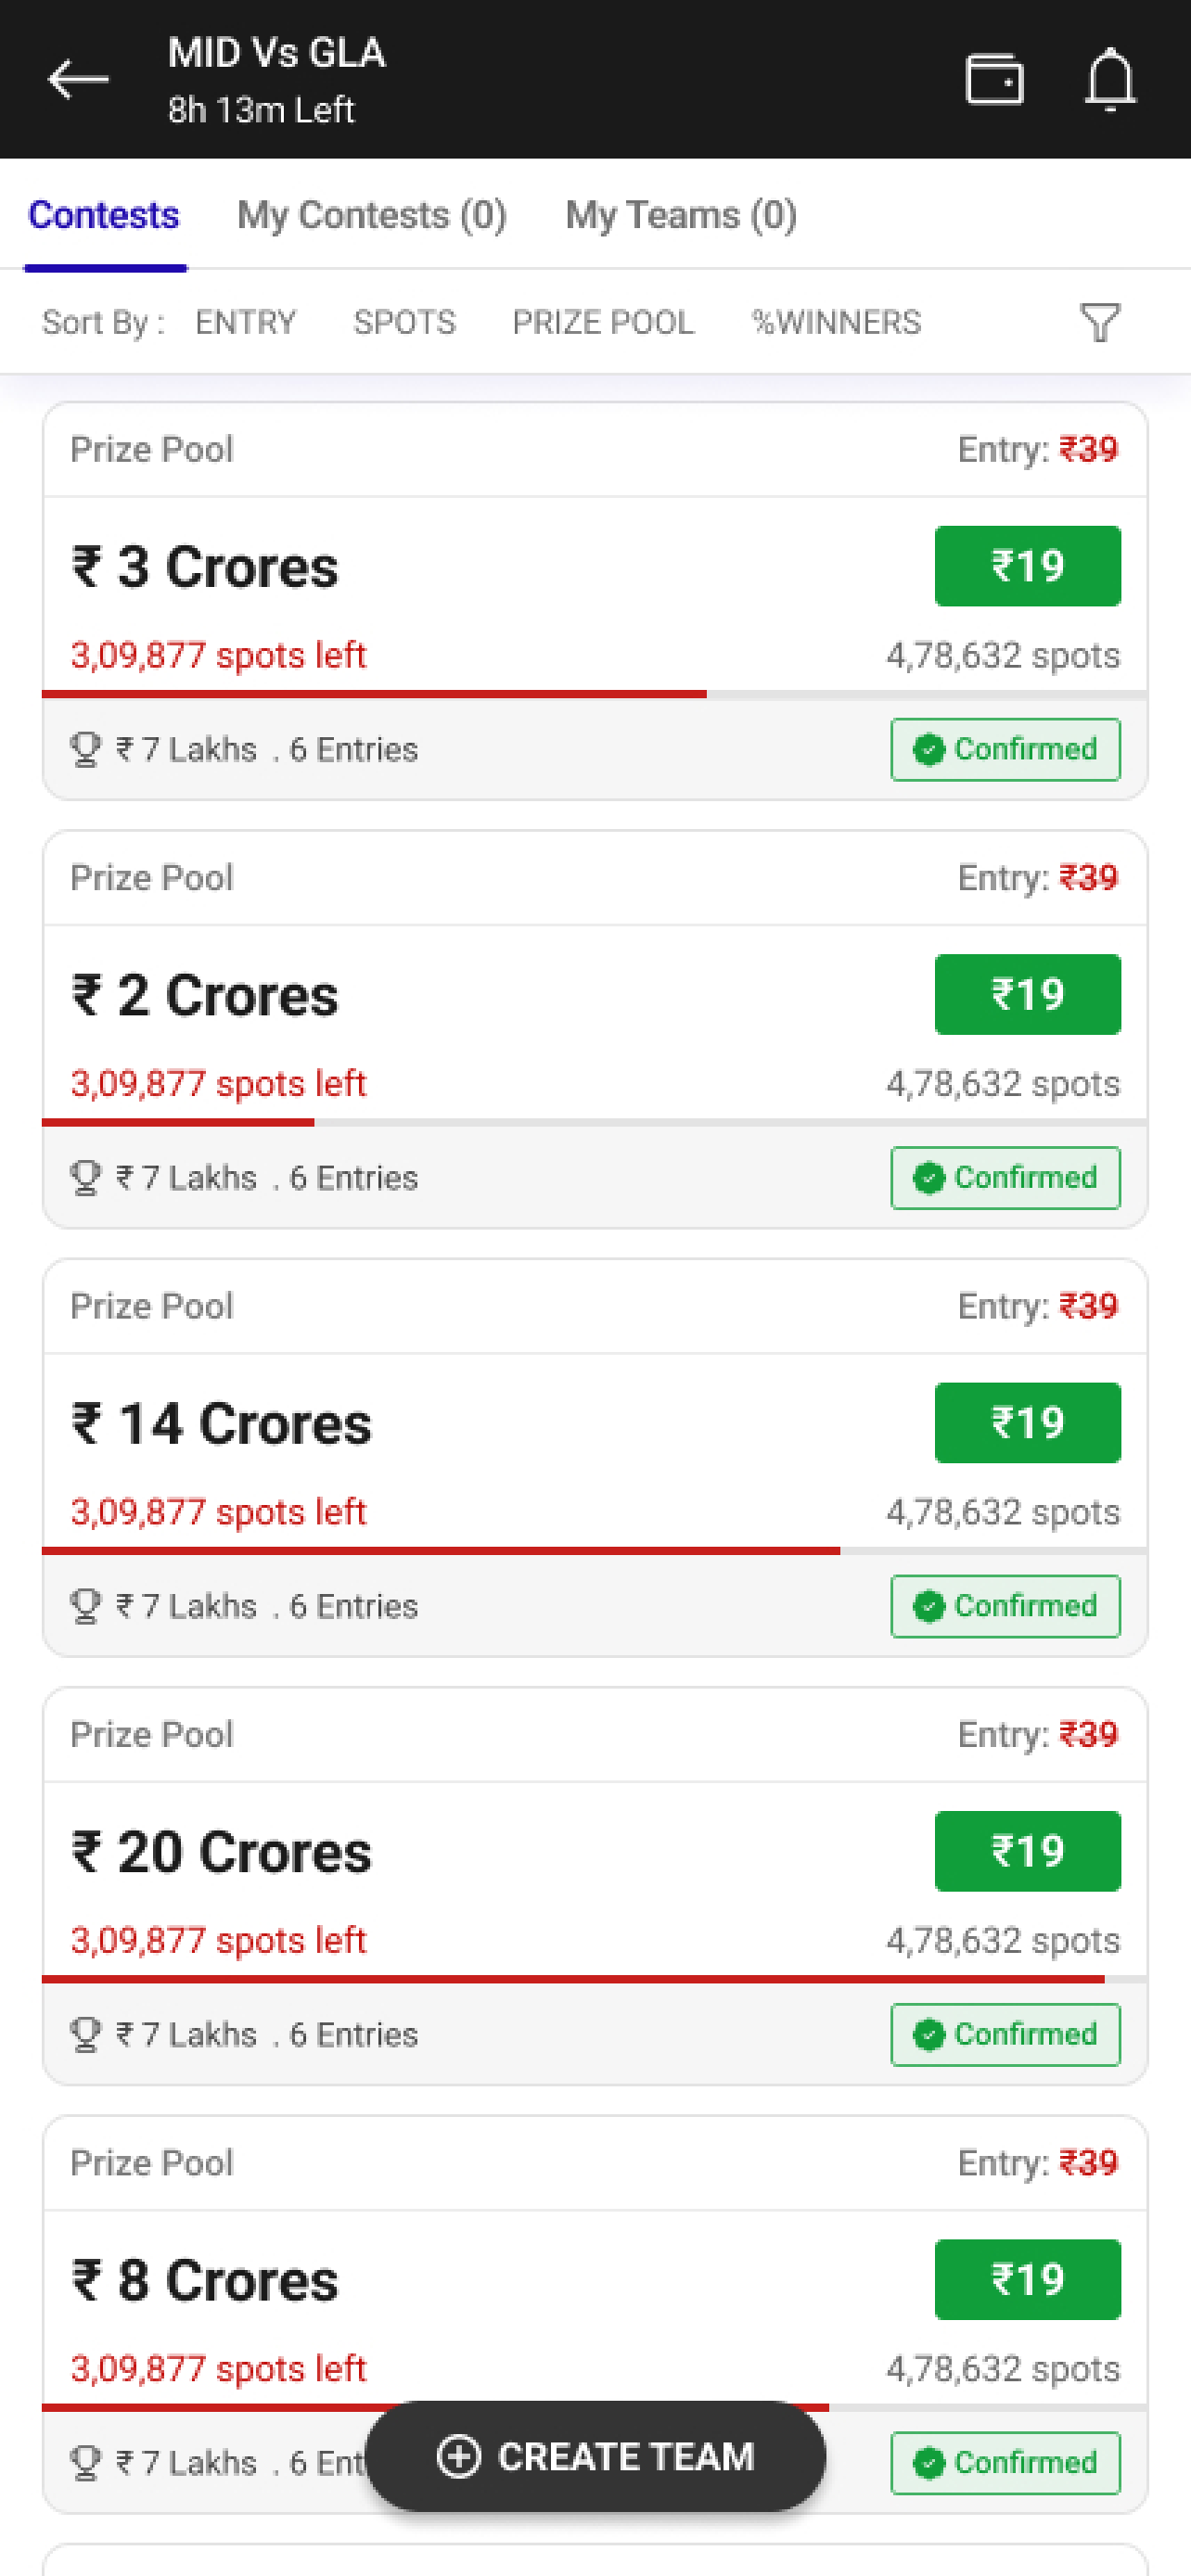 MID Vs GLA
8h 13m Left
Contests My Contests (0) My Teams (0)
Sort By : ENTRY SPOTS PRIZE POOL %WINNERS
Prize Pool Entry: ₹39
₹ 3 Crores ₹19
3,09,877 spots left 4,78,632 spots
₹ 7 Lakhs . 6 Entries Confirmed
Prize Pool Entry: ₹39
₹ 2 Crores ₹19
3,09,877 spots left 4,78,632 spots
₹ 7 Lakhs . 6 Entries Confirmed
Prize Pool Entry: ₹39
₹ 14 Crores ₹19
3,09,877 spots left 4,78,632 spots
₹ 7 Lakhs . 6 Entries Confirmed
Prize Pool Entry: ₹39
₹ 20 Crores ₹19
3,09,877 spots left 4,78,632 spots
₹ 7 Lakhs . 6 Entries Confirmed
Prize Pool Entry: ₹39
₹ 8 Crores ₹19
3,09,877 spots left 4,78,632 spots
₹ 7 Lakhs . 6 Ent CREATE TEAM Confirmed